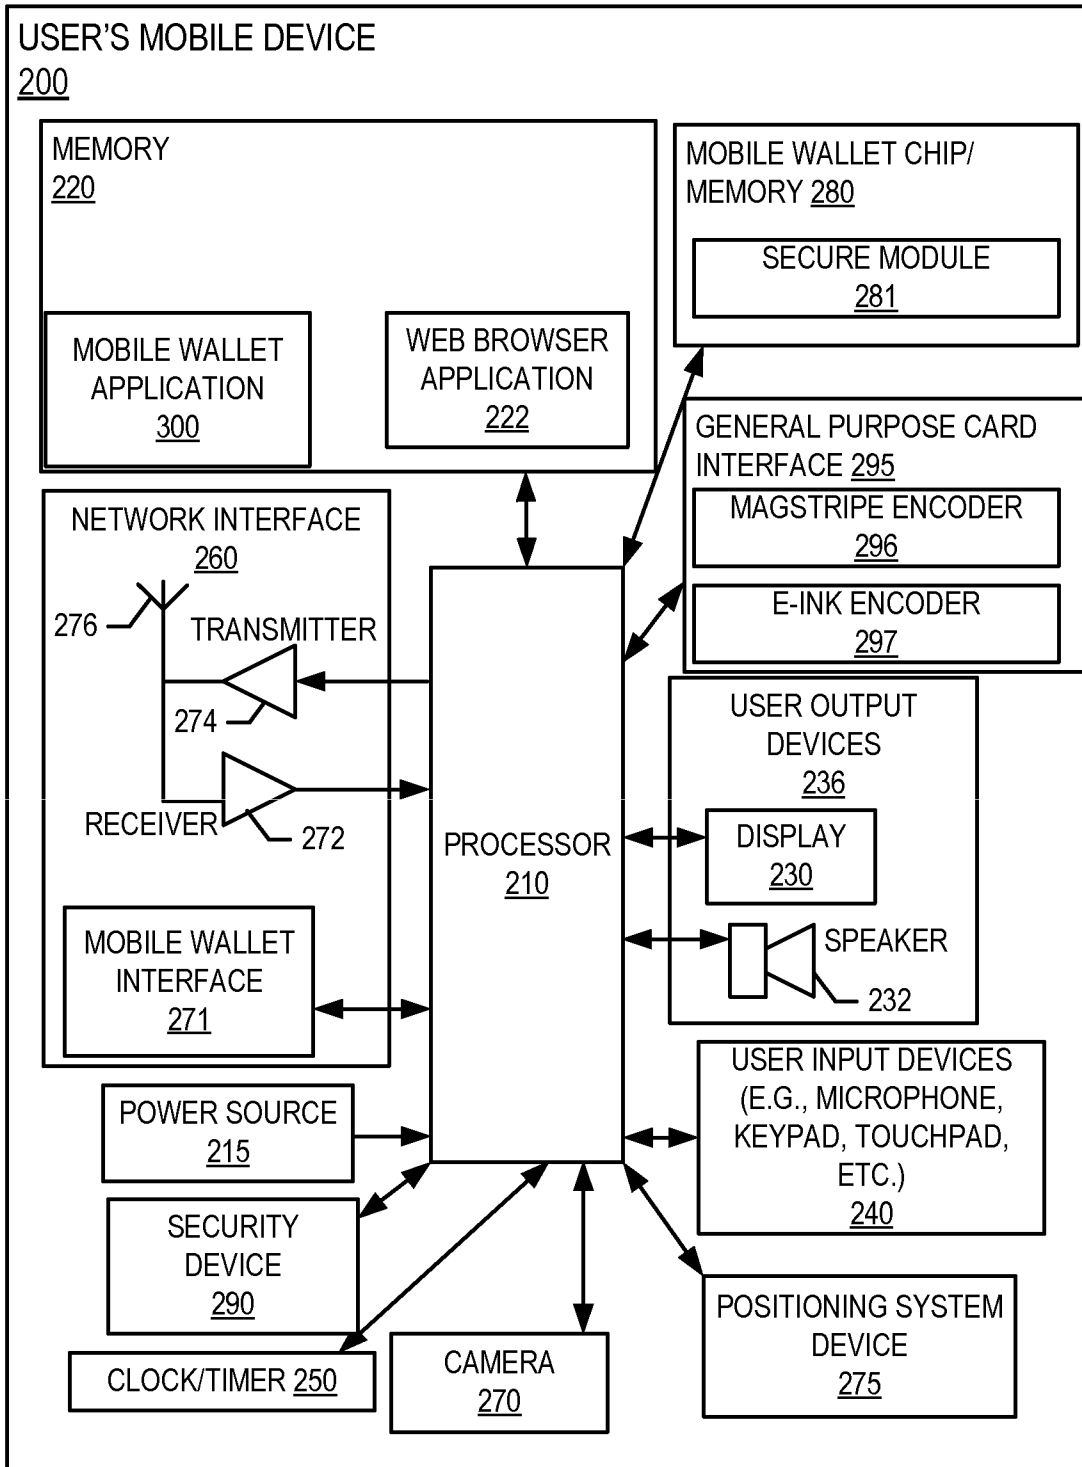 USER'S MOBILE DEVICE
200
MEMORY
220
MOBILE WALLET
APPLICATION
300
WEB BROWSER
APPLICATION
222
MOBILE WALLET CHIP/
MEMORY 280
SECURE MODULE
281
GENERAL PURPOSE CARD
INTERFACE 295
MAGSTRIPE ENCODER
296
E-INK ENCODER
297
NETWORK INTERFACE
260
276
TRANSMITTER
274
RECEIVER
272
MOBILE WALLET
INTERFACE
271
PROCESSOR
210
USER OUTPUT
DEVICES
236
DISPLAY
230
SPEAKER
232
POWER SOURCE
215
USER INPUT DEVICES
(E.G., MICROPHONE,
KEYPAD, TOUCHPAD,
ETC.)
240
SECURITY
DEVICE
290
CLOCK/TIMER 250
CAMERA
270
POSITIONING SYSTEM
DEVICE
275